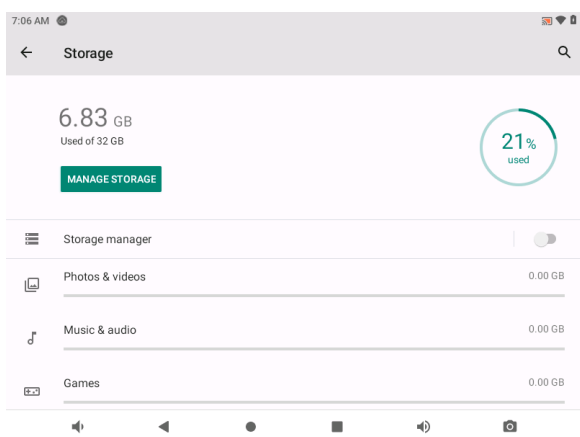 7:06 AM
Storage
6.83 GB
Used of 32 GB
21% used
MANAGE STORAGE
Storage manager
Photos & videos 0.00 GB
Music & audio 0.00 GB
Games 0.00 GB